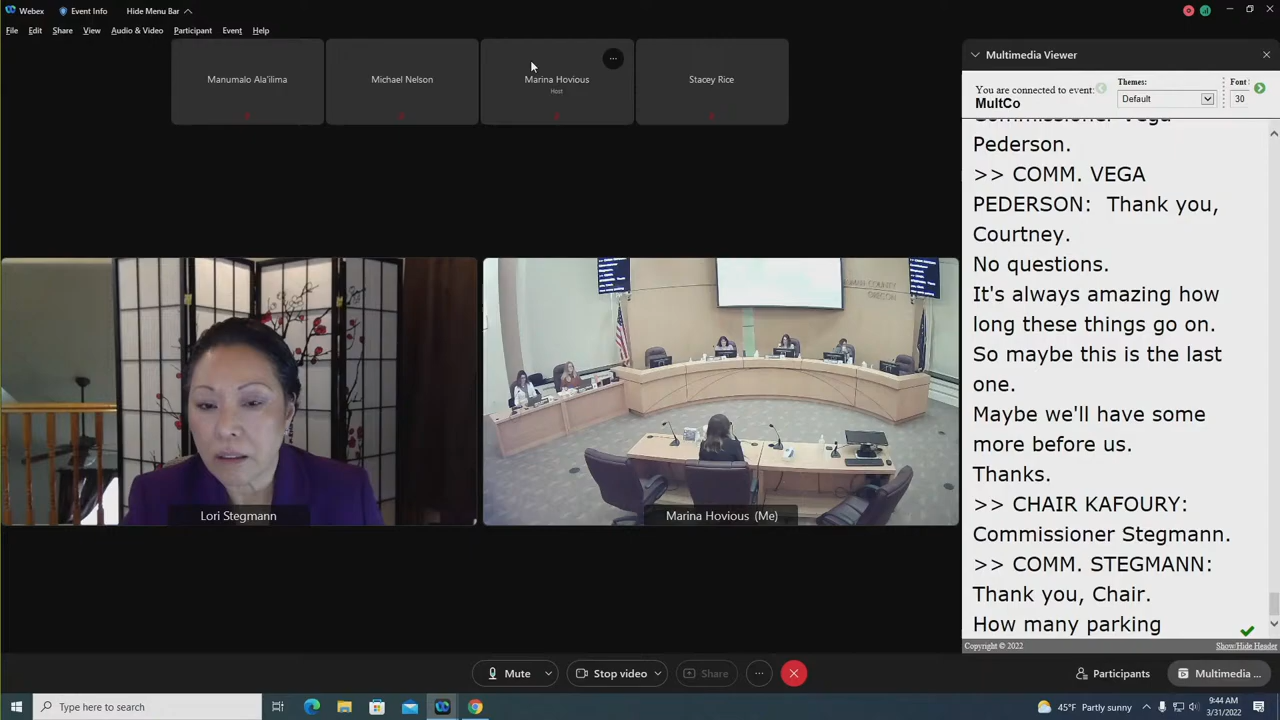 Webex
Event Info
Hide Menu Bar
File Edit Share View Audio & Video Participant Event Help
Manumalo Ala'ilima
Michael Nelson
Marina Hovious
Host
Stacey Rice
Multimedia Viewer
You are connected to event:
MultCo
Themes:
Default
Font
30
Commissioner Vega
Pederson.
>> COMM. VEGA
PEDERSON: Thank you,
Courtney.
No questions.
It's always amazing how
long these things go on.
So maybe this is the last
one.
Maybe we'll have some
more before us.
Thanks.
>> CHAIR KAFOURY:
Commissioner Stegmann.
>> COMM. STEGMANN:
Thank you, Chair.
How many parking
Copyright © 2022
Show/Hide Header
COUNTY
OREGON
Lori Stegmann
Marina Hovious (Me)
Mute
Stop video
Share
Participants
Multimedia ...
Type here to search
45°F Partly sunny
9:44 AM
3/31/2022